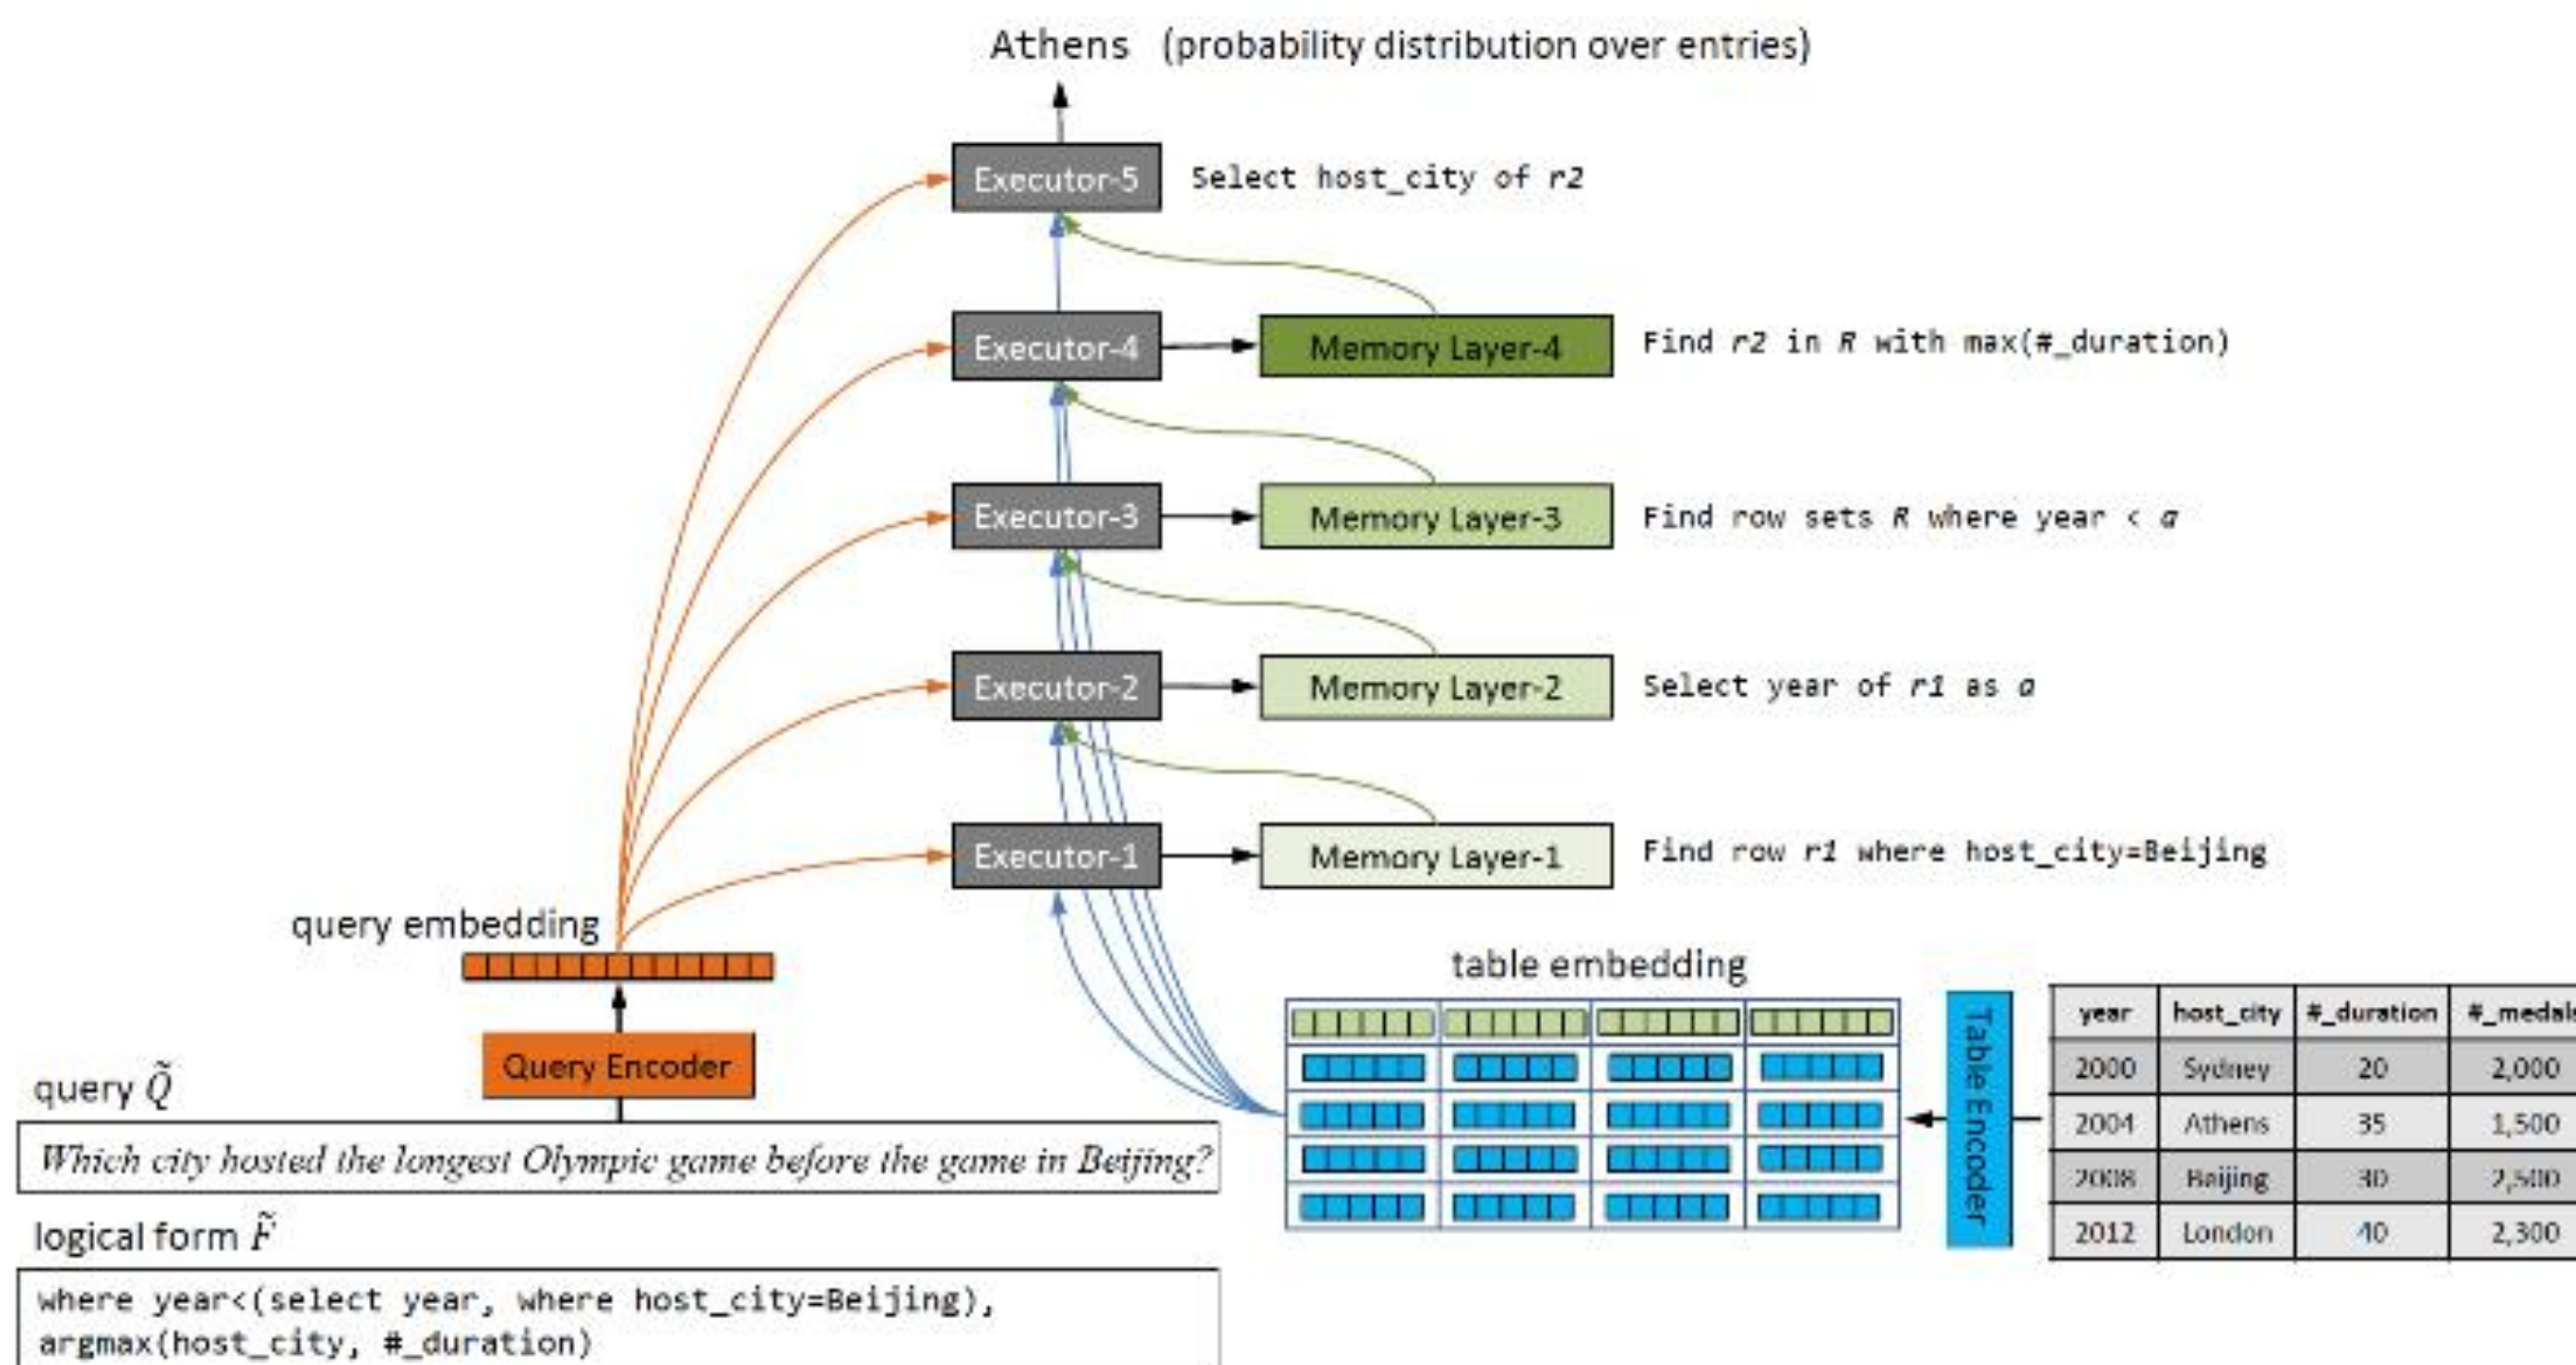 Athens (probability distribution over entries)
Executor-5 Select host_city of r2
Executor-4 Memory Layer-4 Find r2 in R with max(#_duration)
Executor-3 Memory Layer-3 Find row sets R where year < a
Executor-2 Memory Layer-2 Select year of r1 as a
Executor-1 Memory Layer-1 Find row r1 where host_city=Beijing
query embedding
Query Encoder
query Q̃
Which city hosted the longest Olympic game before the game in Beijing?
logical form F̃
where year<(select year, where host_city=Beijing),
argmax(host_city, #_duration)
table embedding
Table Encoder
year host_city #_duration #_medals
2000 Sydney 20 2,000
2004 Athens 35 1,500
2008 Beijing 30 2,500
2012 London 40 2,300